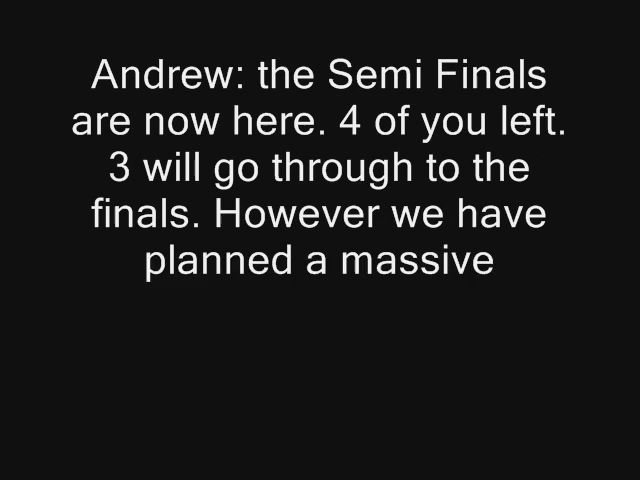 Andrew: the Semi Finals
are now here. 4 of you left.
3 will go through to the
finals. However we have
planned a massive